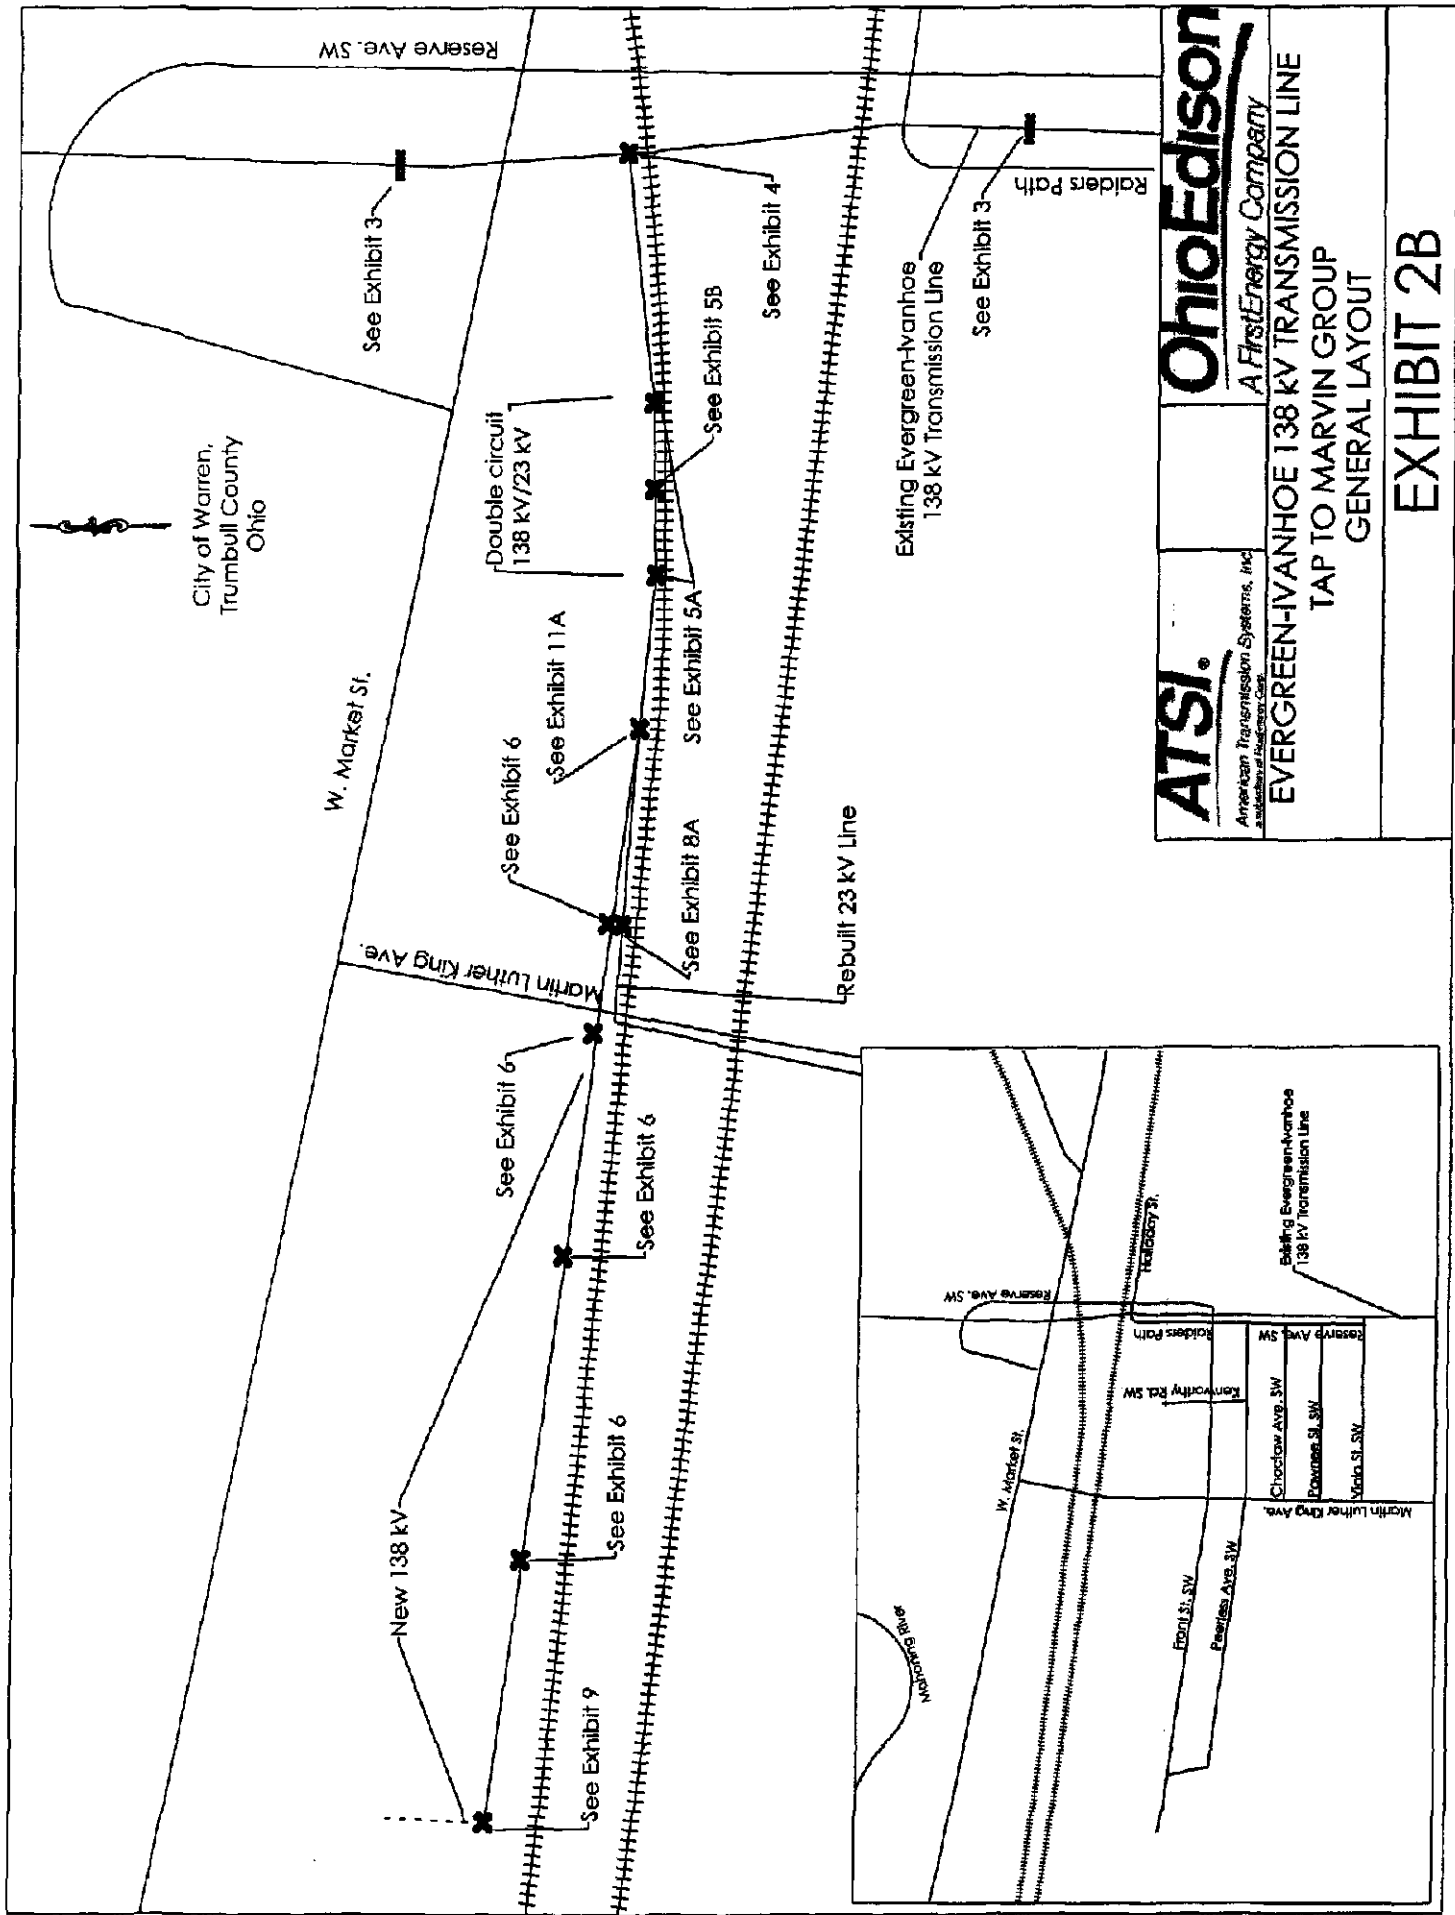 Reserve Ave. SW
City of Warren,
Trumbull County
Ohio
See Exhibit 3
W. Market St.
Double circuit
138 kV/23 kV
See Exhibit 11A
See Exhibit 6
See Exhibit 6
New 138 kV
Martin Luther King Ave.
See Exhibit 9
See Exhibit 6
See Exhibit 6
See Exhibit 8A
See Exhibit 5A
See Exhibit 5B
See Exhibit 4
Rebuilt 23 kV Line
Existing Evergreen-Ivanhoe
138 kV Transmission Line
See Exhibit 3
Raiders Path
Mahoning River
W. Market St.
Reserve Ave. SW
Halladay St.
Raiders Path
Kenworthy Rd. SW
Front St. SW
Peerless Ave. SW
Choctaw Ave. SW
Pawnee St. SW
Viola St. SW
Reserve Ave. SW
Martin Luther King Ave.
Existing Evergreen-Ivanhoe
138 kV Transmission Line
ATSI.®
American Transmission Systems, Inc.
a subsidiary of FirstEnergy Corp.
OhioEdison
A FirstEnergy Company
EVERGREEN-IVANHOE 138 kV TRANSMISSION LINE
TAP TO MARVIN GROUP
GENERAL LAYOUT
EXHIBIT 2B